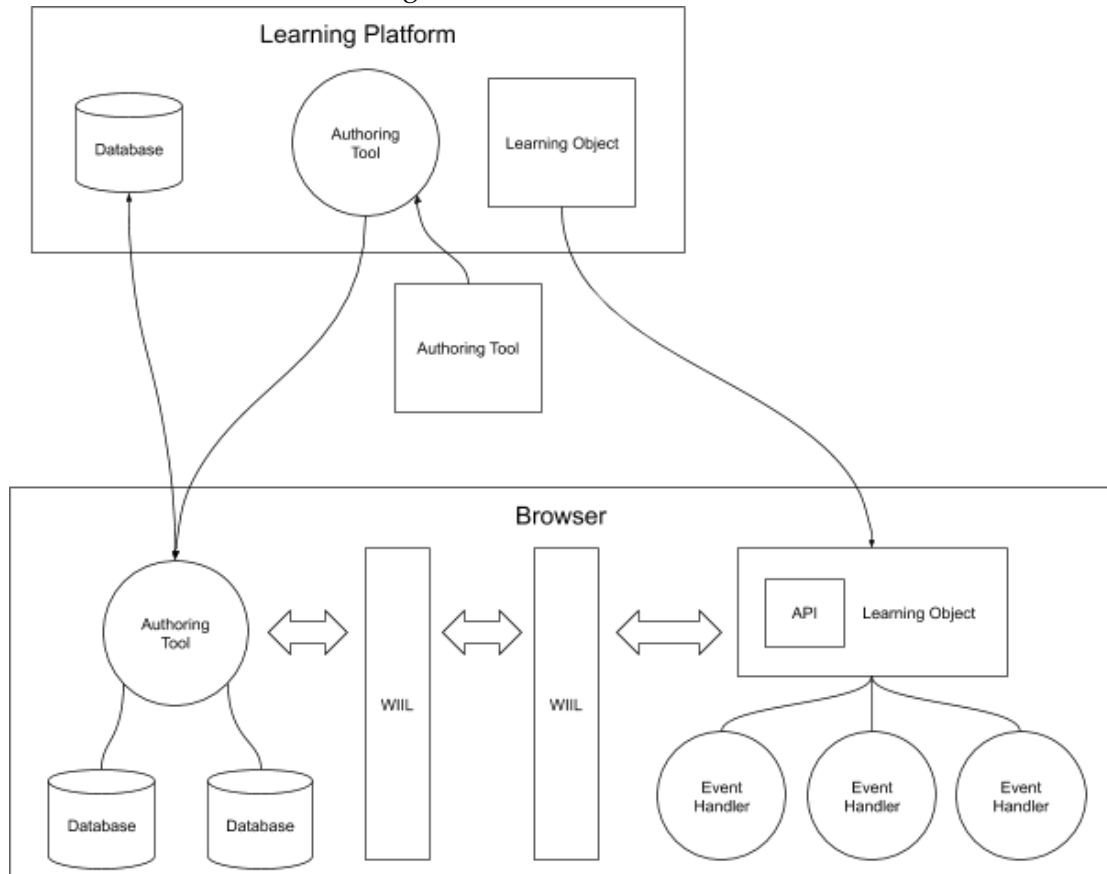 Learning Platform
Database
Authoring
Tool
Learning Object
Authoring Tool
Browser
Authoring
Tool
WIIL
WIIL
API
Learning Object
Database
Database
Event
Handler
Event
Handler
Event
Handler